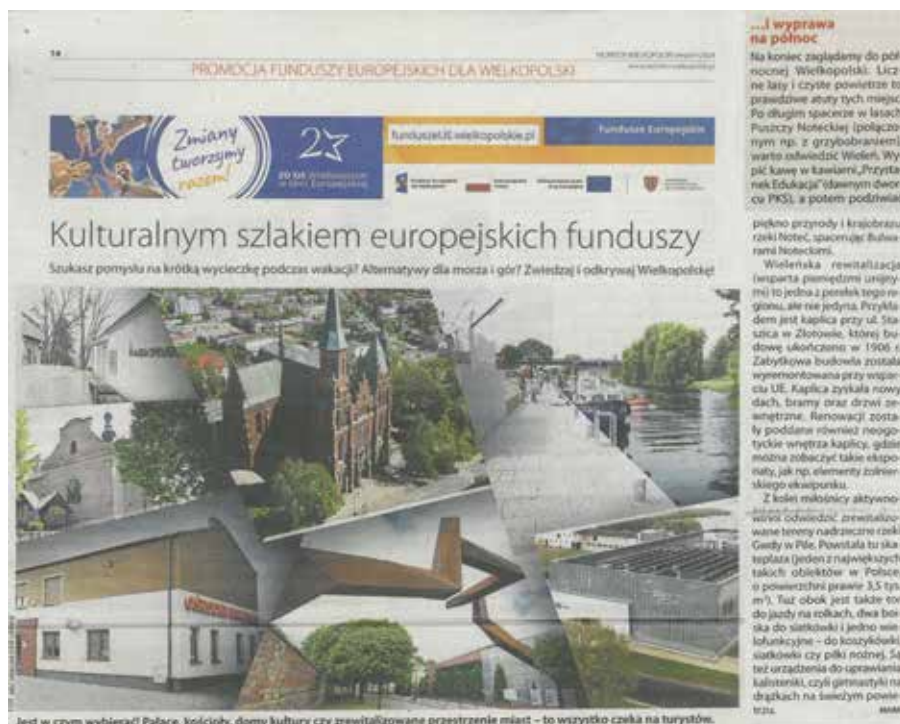 14
PROMOCJA FUNDUSZY EUROPEJSKICH DLA WIELKOPOLSKI
Zmiany
tworzymy
razem!
20 lat Wielkopolski
w Unii Europejskiej
funduszeUE.wielkopolskie.pl
Fundusze Europejskie
Kulturalnym szlakiem europejskich funduszy
Szukasz pomysłu na krótką wycieczkę podczas wakacji? Alternatywy dla morza i gór? Zwiedzaj i odkrywaj Wielkopolskę!
Jest w czym wybierać! Pałace, kościoły, domy kultury czy zrewitalizowane przestrzenie miast – to wszystko czeka na turystów.
...I wyprawa
na północ
Na koniec zaglądamy do pół-
nocnej Wielkopolski. Licz-
ne lasy i czyste powietrze to
prawdziwe atuty tych miejsc.
Po długim spacerze w lasach
Puszczy Noteckiej (połączo-
nym np. z grzybobraniem)
warto odwiedzić Wieleń. Wy-
pić kawę w kawiarni „Przysta-
nek Edukacja” (dawnym dwor-
cu PKS), a potem podziwiać
piękno przyrody i krajobrazu
rzeki Noteć, spacerując Bulwa-
rami Noteckimi.
Wieleńska rewitalizacja
(wsparta pieniędzmi unijny-
mi) to jedna z perełek tego re-
gionu, ale nie jedyna. Przykła-
dem jest kaplica przy ul. Sta-
szica w Złotowie, której bu-
dowę ukończono w 1906 r.
Zabytkowa budowla została
wyremontowana przy wspar-
ciu UE. Kaplica zyskała nowy
dach, bramy oraz drzwi ze-
wnętrzne. Renowacji zosta-
ły poddane również neogo-
tyckie wnętrza kaplicy, gdzie
można zobaczyć takie ekspo-
naty, jak np. elementy żołnier-
skiego ekwipunku.
Z kolei miłośnicy aktywno-
odwiedzić zrewitalizo-
wane tereny nadrzeczne rzeki
Gwdy w Pile. Powstała tu ska-
teplaza (jeden z największych
takich obiektów w Polsce,
o powierzchni prawie 3,5 tys.
m²). Tuż obok jest także tor
do jazdy na rolkach, dwa boi-
ska do siatkówki i jedno wie-
lofunkcyjne – do koszykówki,
siatkówki czy piłki nożnej. Są
też urządzenia do uprawiania
kalisteniki, czyli gimnastyki na
drążkach na świeżym powie-
trzu. MARK